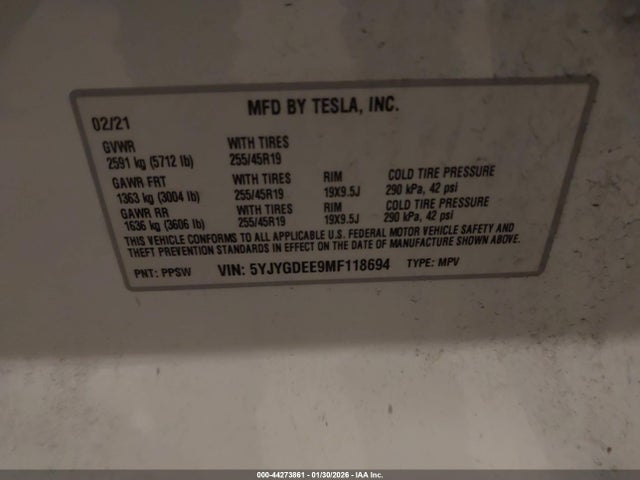 MFD BY TESLA, INC.
02/21
GVWR WITH TIRES
2591 kg (5712 lb) 255/45R19
GAWR FRT WITH TIRES RIM COLD TIRE PRESSURE
1363 kg (3004 lb) 255/45R19 19X9.5J 290 kPa, 42 psi
GAWR RR WITH TIRES RIM COLD TIRE PRESSURE
1636 kg (3606 lb) 255/45R19 19X9.5J 290 kPa, 42 psi
THIS VEHICLE CONFORMS TO ALL APPLICABLE U.S. FEDERAL MOTOR VEHICLE SAFETY AND
THEFT PREVENTION STANDARDS IN EFFECT ON THE DATE OF MANUFACTURE SHOWN ABOVE.
PNT: PPSW VIN: 5YJYGDEE9MF118694 TYPE: MPV
000-44273861 - 01/30/2026 - IAA Inc.